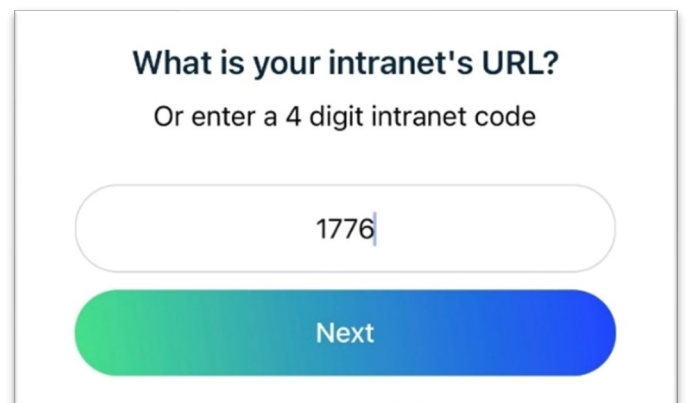 What is your intranet's URL?
Or enter a 4 digit intranet code
1776
Next